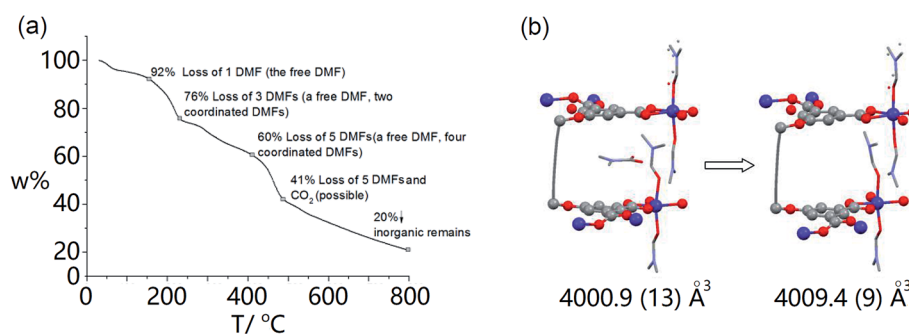 (a)
(b)
100
80
60
w%
40
20
0
92% Loss of 1 DMF (the free DMF)
76% Loss of 3 DMFs (a free DMF, two
coordinated DMFs)
60% Loss of 5 DMFs(a free DMF, four
coordinated DMFs)
41% Loss of 5 DMFs and
CO₂(possible)
20%
inorganic remains
0 200 400 600 800
T/ °C
4000.9 (13) Å³
4009.4 (9) Å³